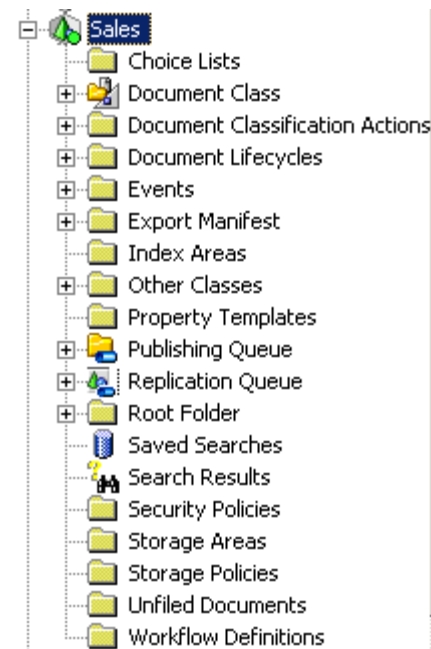 Sales
Choice Lists
Document Class
Document Classification Actions
Document Lifecycles
Events
Export Manifest
Index Areas
Other Classes
Property Templates
Publishing Queue
Replication Queue
Root Folder
Saved Searches
Search Results
Security Policies
Storage Areas
Storage Policies
Unfiled Documents
Workflow Definitions